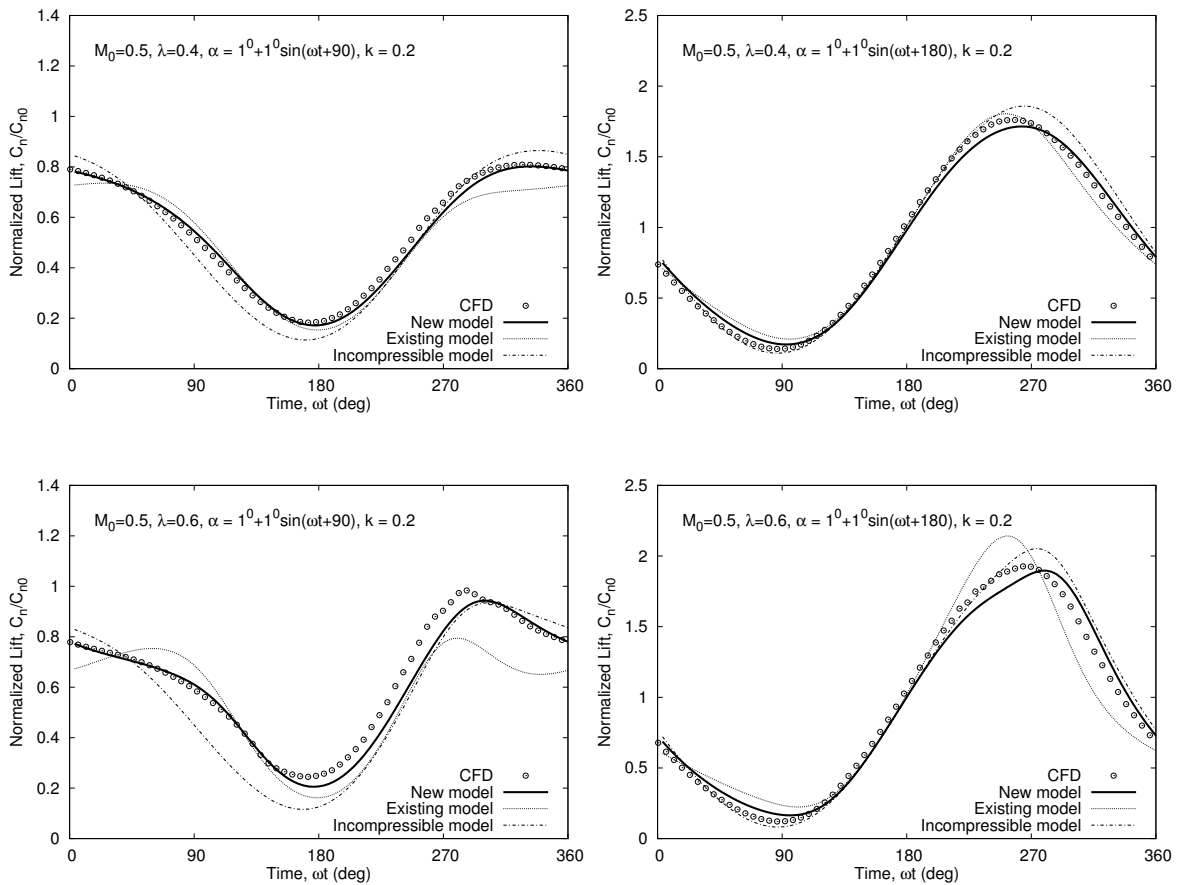 M₀=0.5, λ=0.4, α = 1⁰+1⁰sin(ωt+90), k = 0.2
Normalized Lift, Cₙ/Cₙ₀
1.4
1.2
1
0.8
0.6
0.4
0.2
0
CFD
New model
Existing model
Incompressible model
0 90 180 270 360
Time, ωt (deg)
M₀=0.5, λ=0.4, α = 1⁰+1⁰sin(ωt+180), k = 0.2
Normalized Lift, Cₙ/Cₙ₀
2.5
2
1.5
1
0.5
0
CFD
New model
Existing model
Incompressible model
0 90 180 270 360
Time, ωt (deg)
M₀=0.5, λ=0.6, α = 1⁰+1⁰sin(ωt+90), k = 0.2
Normalized Lift, Cₙ/Cₙ₀
1.4
1.2
1
0.8
0.6
0.4
0.2
0
CFD
New model
Existing model
Incompressible model
0 90 180 270 360
Time, ωt (deg)
M₀=0.5, λ=0.6, α = 1⁰+1⁰sin(ωt+180), k = 0.2
Normalized Lift, Cₙ/Cₙ₀
2.5
2
1.5
1
0.5
0
CFD
New model
Existing model
Incompressible model
0 90 180 270 360
Time, ωt (deg)